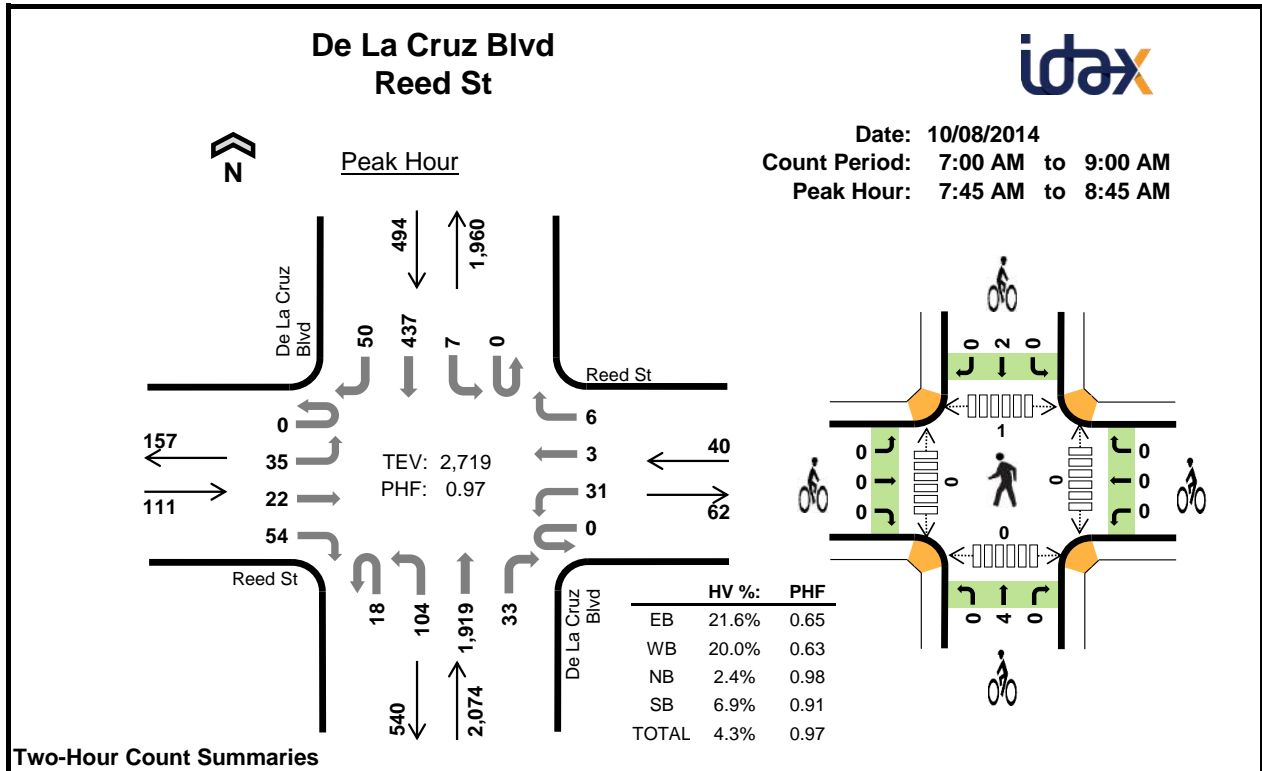 De La Cruz Blvd
Reed St
idax
Date: 10/08/2014
Count Period: 7:00 AM to 9:00 AM
Peak Hour: 7:45 AM to 8:45 AM
N
Peak Hour
494
1,960
De La Cruz
Blvd
50
437
7
0
Reed St
0
35
22
54
157
111
TEV: 2,719
PHF: 0.97
6
3
31
0
40
62
Reed St
18
104
1,919
33
De La Cruz
Blvd
540
2,074
HV %: PHF
EB 21.6% 0.65
WB 20.0% 0.63
NB 2.4% 0.98
SB 6.9% 0.91
TOTAL 4.3% 0.97
0
2
0
1
0
0
0
0
0
0
0
0
0
0
4
0
Two-Hour Count Summaries